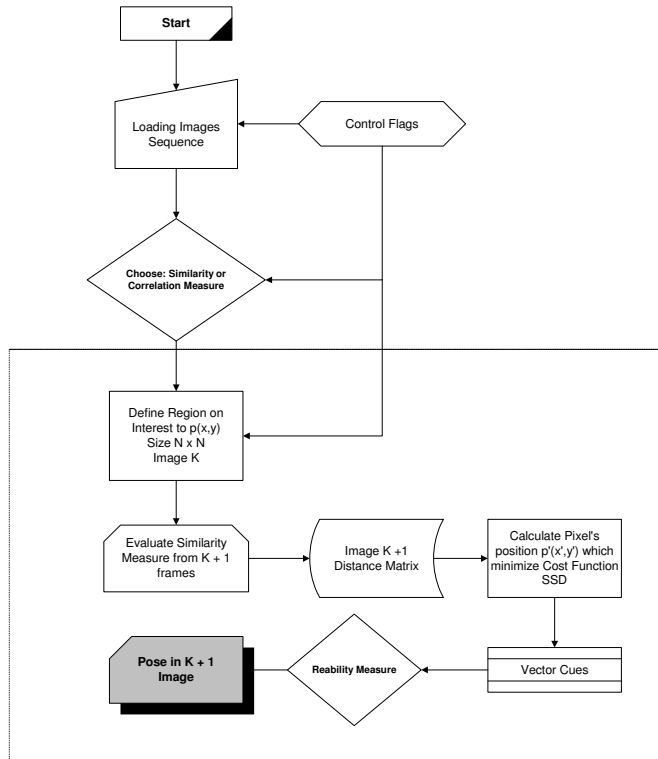 Start
Loading Images
Sequence
Control Flags
Choose: Similarity or
Correlation Measure
Define Region on
Interest to p(x,y)
Size N x N
Image K
Evaluate Similarity
Measure from K + 1
frames
Image K +1
Distance Matrix
Calculate Pixel's
position p'(x',y') which
minimize Cost Function
SSD
Pose in K + 1
Image
Reability Measure
Vector Cues